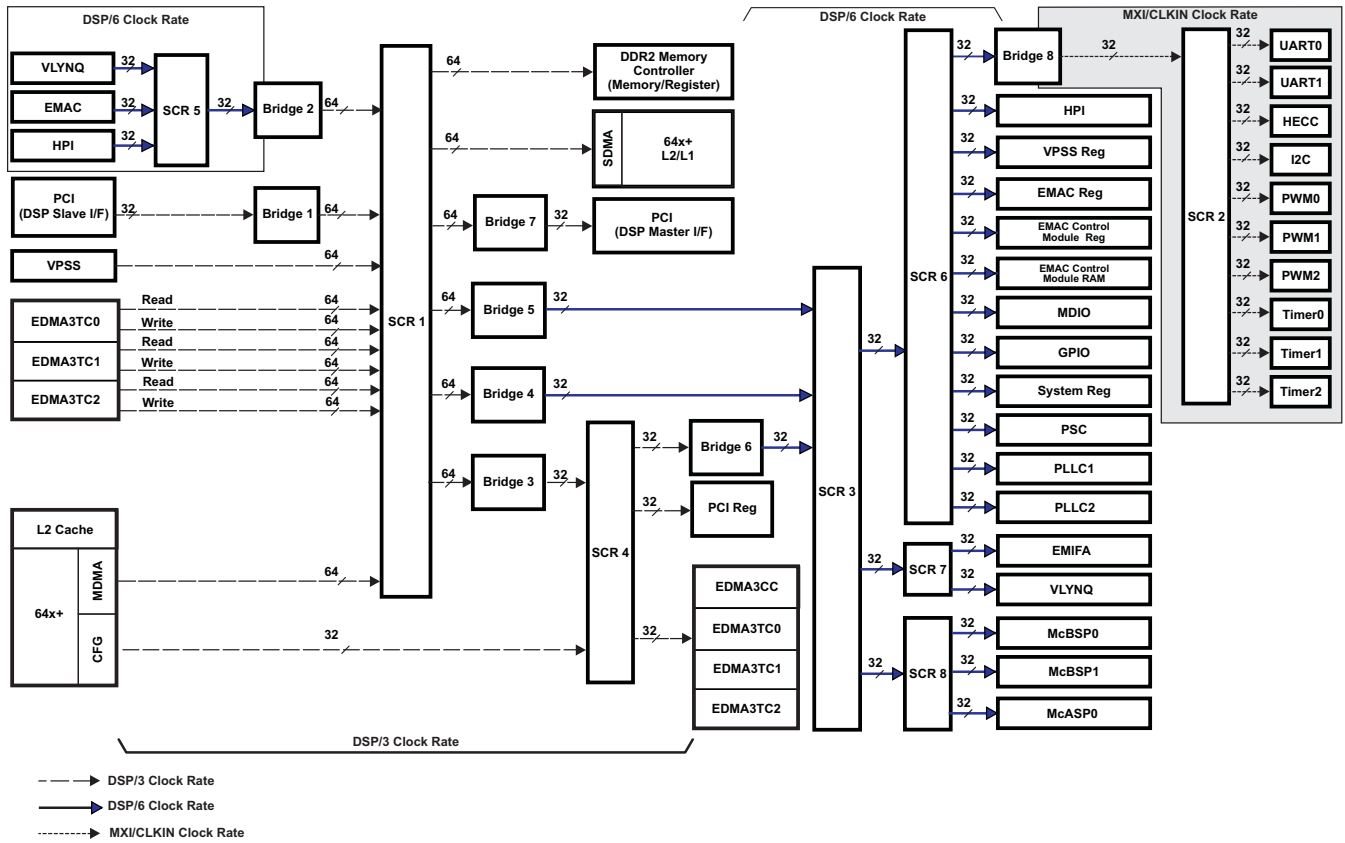 DSP/6 Clock Rate
VLYNQ
32
EMAC
32
HPI
32
SCR 5
32
Bridge 2
64
PCI
(DSP Slave I/F)
32
Bridge 1
64
VPSS
64
EDMA3TC0
Read
64
Write
64
EDMA3TC1
Read
64
Write
64
EDMA3TC2
Read
64
Write
64
L2 Cache
64x+
MDMA
64
CFG
32
SCR 1
64
DDR2 Memory
Controller
(Memory/Register)
64
SDMA
64x+
L2/L1
64
Bridge 7
32
PCI
(DSP Master I/F)
64
Bridge 5
32
64
Bridge 4
32
64
Bridge 3
32
SCR 4
32
Bridge 6
32
32
PCI Reg
32
EDMA3CC
EDMA3TC0
EDMA3TC1
EDMA3TC2
DSP/3 Clock Rate
SCR 3
32
32
32
DSP/6 Clock Rate
SCR 6
32
Bridge 8
32
32
HPI
32
VPSS Reg
32
EMAC Reg
32
EMAC Control
Module Reg
32
EMAC Control
Module RAM
32
MDIO
32
GPIO
32
System Reg
32
PSC
32
PLLC1
32
PLLC2
SCR 7
32
EMIFA
32
VLYNQ
SCR 8
32
McBSP0
32
McBSP1
32
McASP0
MXI/CLKIN Clock Rate
SCR 2
32
UART0
32
UART1
32
HECC
32
I2C
32
PWM0
32
PWM1
32
PWM2
32
Timer0
32
Timer1
32
Timer2
DSP/3 Clock Rate
DSP/6 Clock Rate
MXI/CLKIN Clock Rate